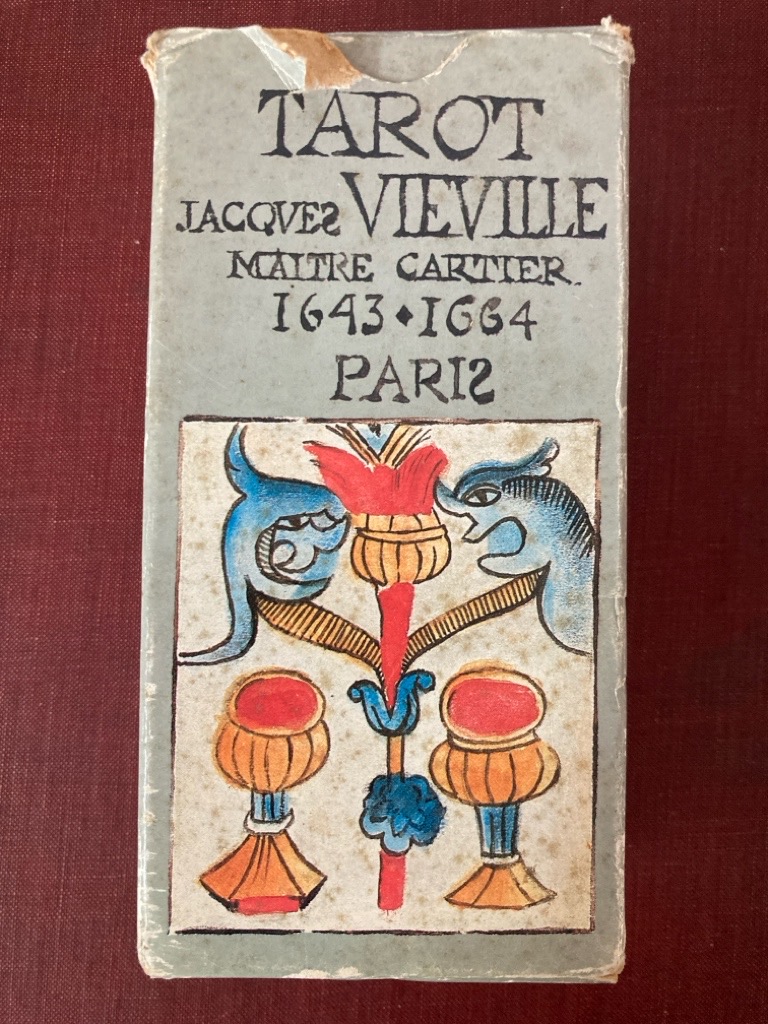 TAROT
JACQVES VIEVILLE
MAITRE CARTIER.
1643 • 1664
PARIS